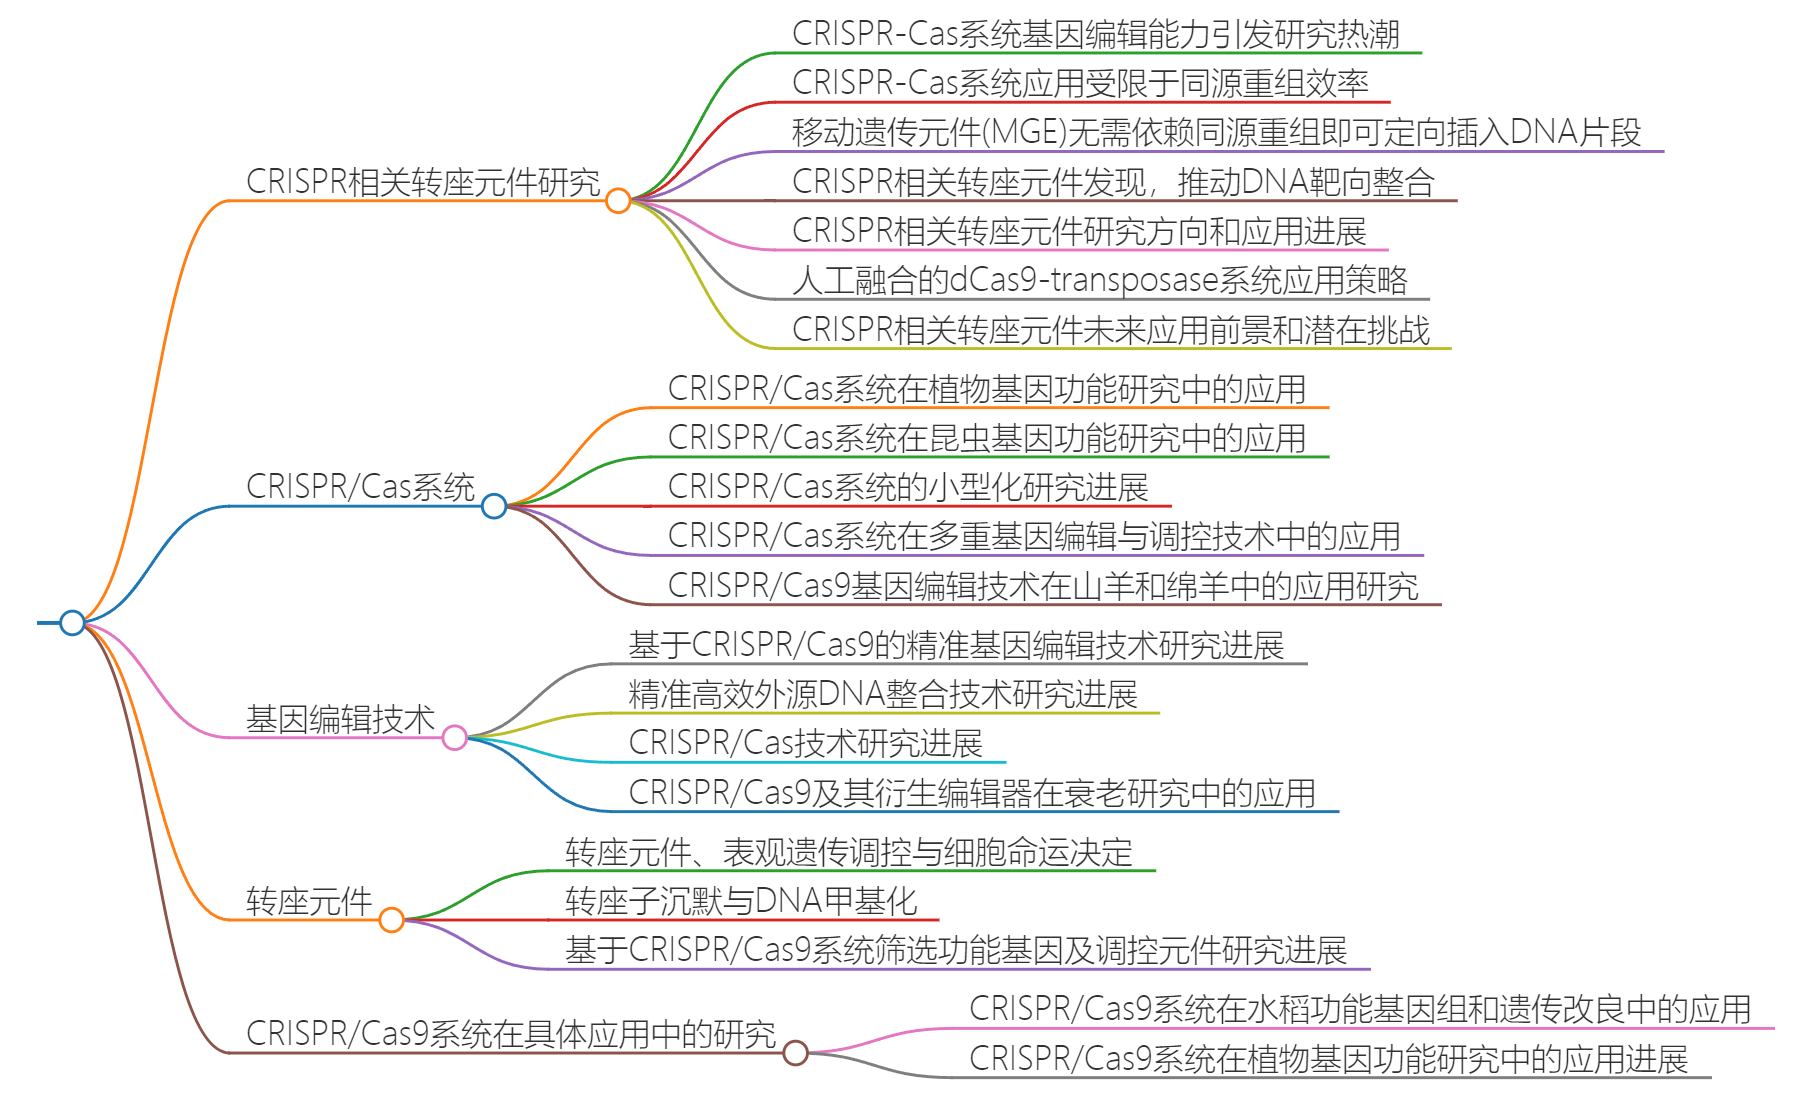 CRISPR相关转座元件研究
CRISPR-Cas系统基因编辑能力引发研究热潮
CRISPR-Cas系统应用受限于同源重组效率
移动遗传元件(MGE)无需依赖同源重组即可定向插入DNA片段
CRISPR相关转座元件发现，推动DNA靶向整合
CRISPR相关转座元件研究方向和应用进展
人工融合的dCas9-transposase系统应用策略
CRISPR相关转座元件未来应用前景和潜在挑战
CRISPR/Cas系统
CRISPR/Cas系统在植物基因功能研究中的应用
CRISPR/Cas系统在昆虫基因功能研究中的应用
CRISPR/Cas系统的小型化研究进展
CRISPR/Cas系统在多重基因编辑与调控技术中的应用
CRISPR/Cas9基因编辑技术在山羊和绵羊中的应用研究
基因编辑技术
基于CRISPR/Cas9的精准基因编辑技术研究进展
精准高效外源DNA整合技术研究进展
CRISPR/Cas技术研究进展
CRISPR/Cas9及其衍生编辑器在衰老研究中的应用
转座元件
转座元件、表观遗传调控与细胞命运决定
转座子沉默与DNA甲基化
基于CRISPR/Cas9系统筛选功能基因及调控元件研究进展
CRISPR/Cas9系统在具体应用中的研究
CRISPR/Cas9系统在水稻功能基因组和遗传改良中的应用
CRISPR/Cas9系统在植物基因功能研究中的应用进展